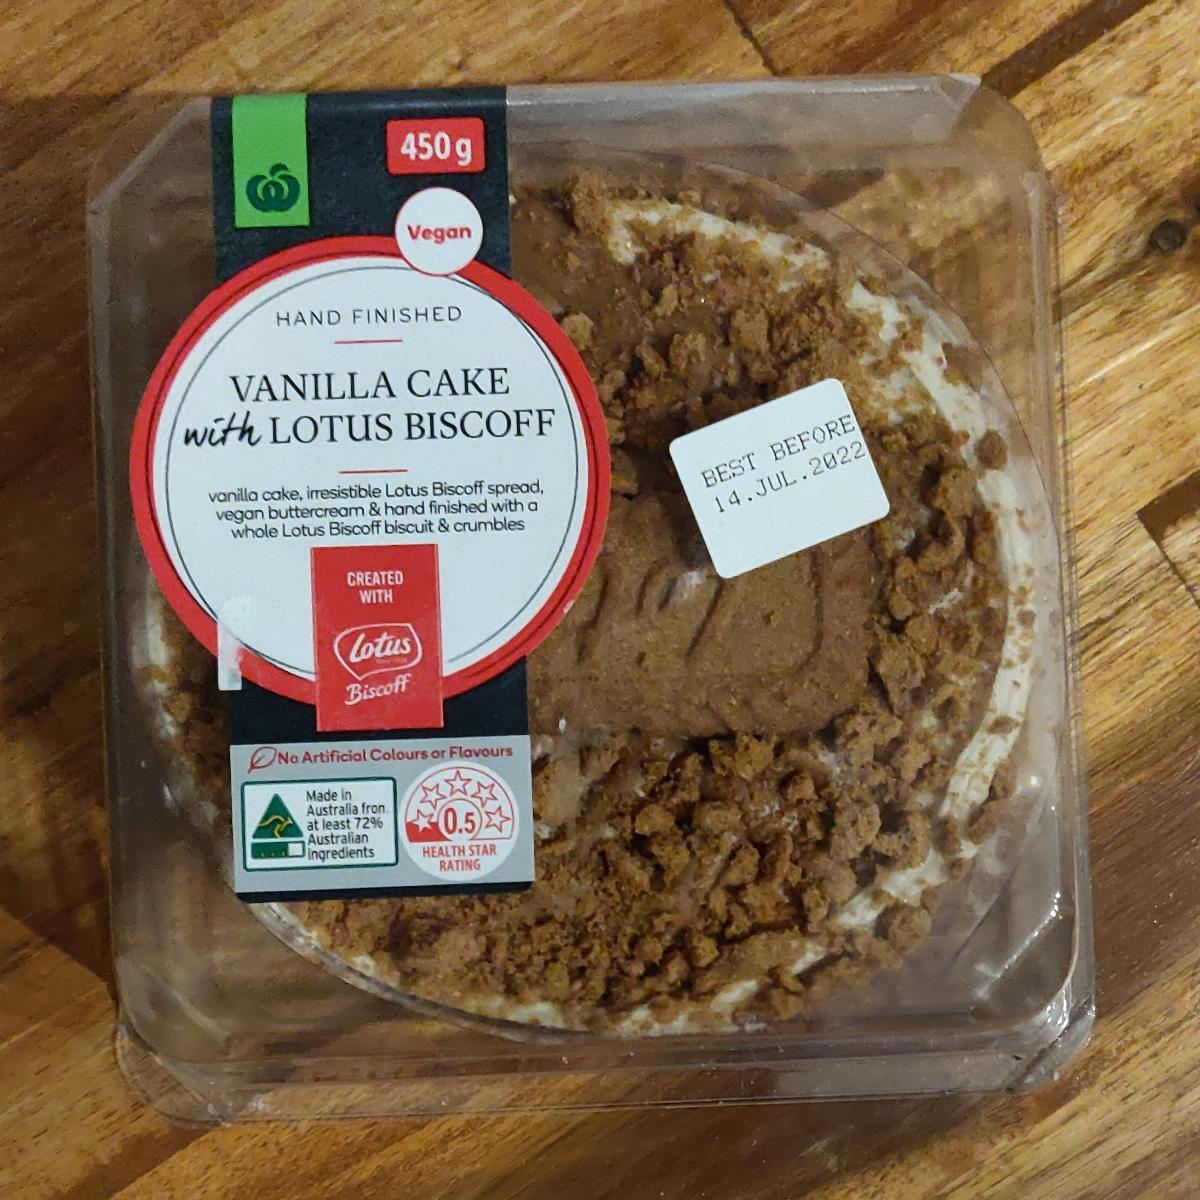 450g
Vegan
HAND FINISHED
VANILLA CAKE
with LOTUS BISCOFF
vanilla cake, irresistible Lotus Biscoff spread,
vegan buttercream & hand finished with a
whole Lotus Biscoff biscuit & crumbles
CREATED
WITH
Lotus
Biscoff
No Artificial Colours or Flavours
Made in
Australia from
at least 72%
Australian
ingredients
0.5
HEALTH STAR
RATING
BEST BEFORE
14.JUL.2022